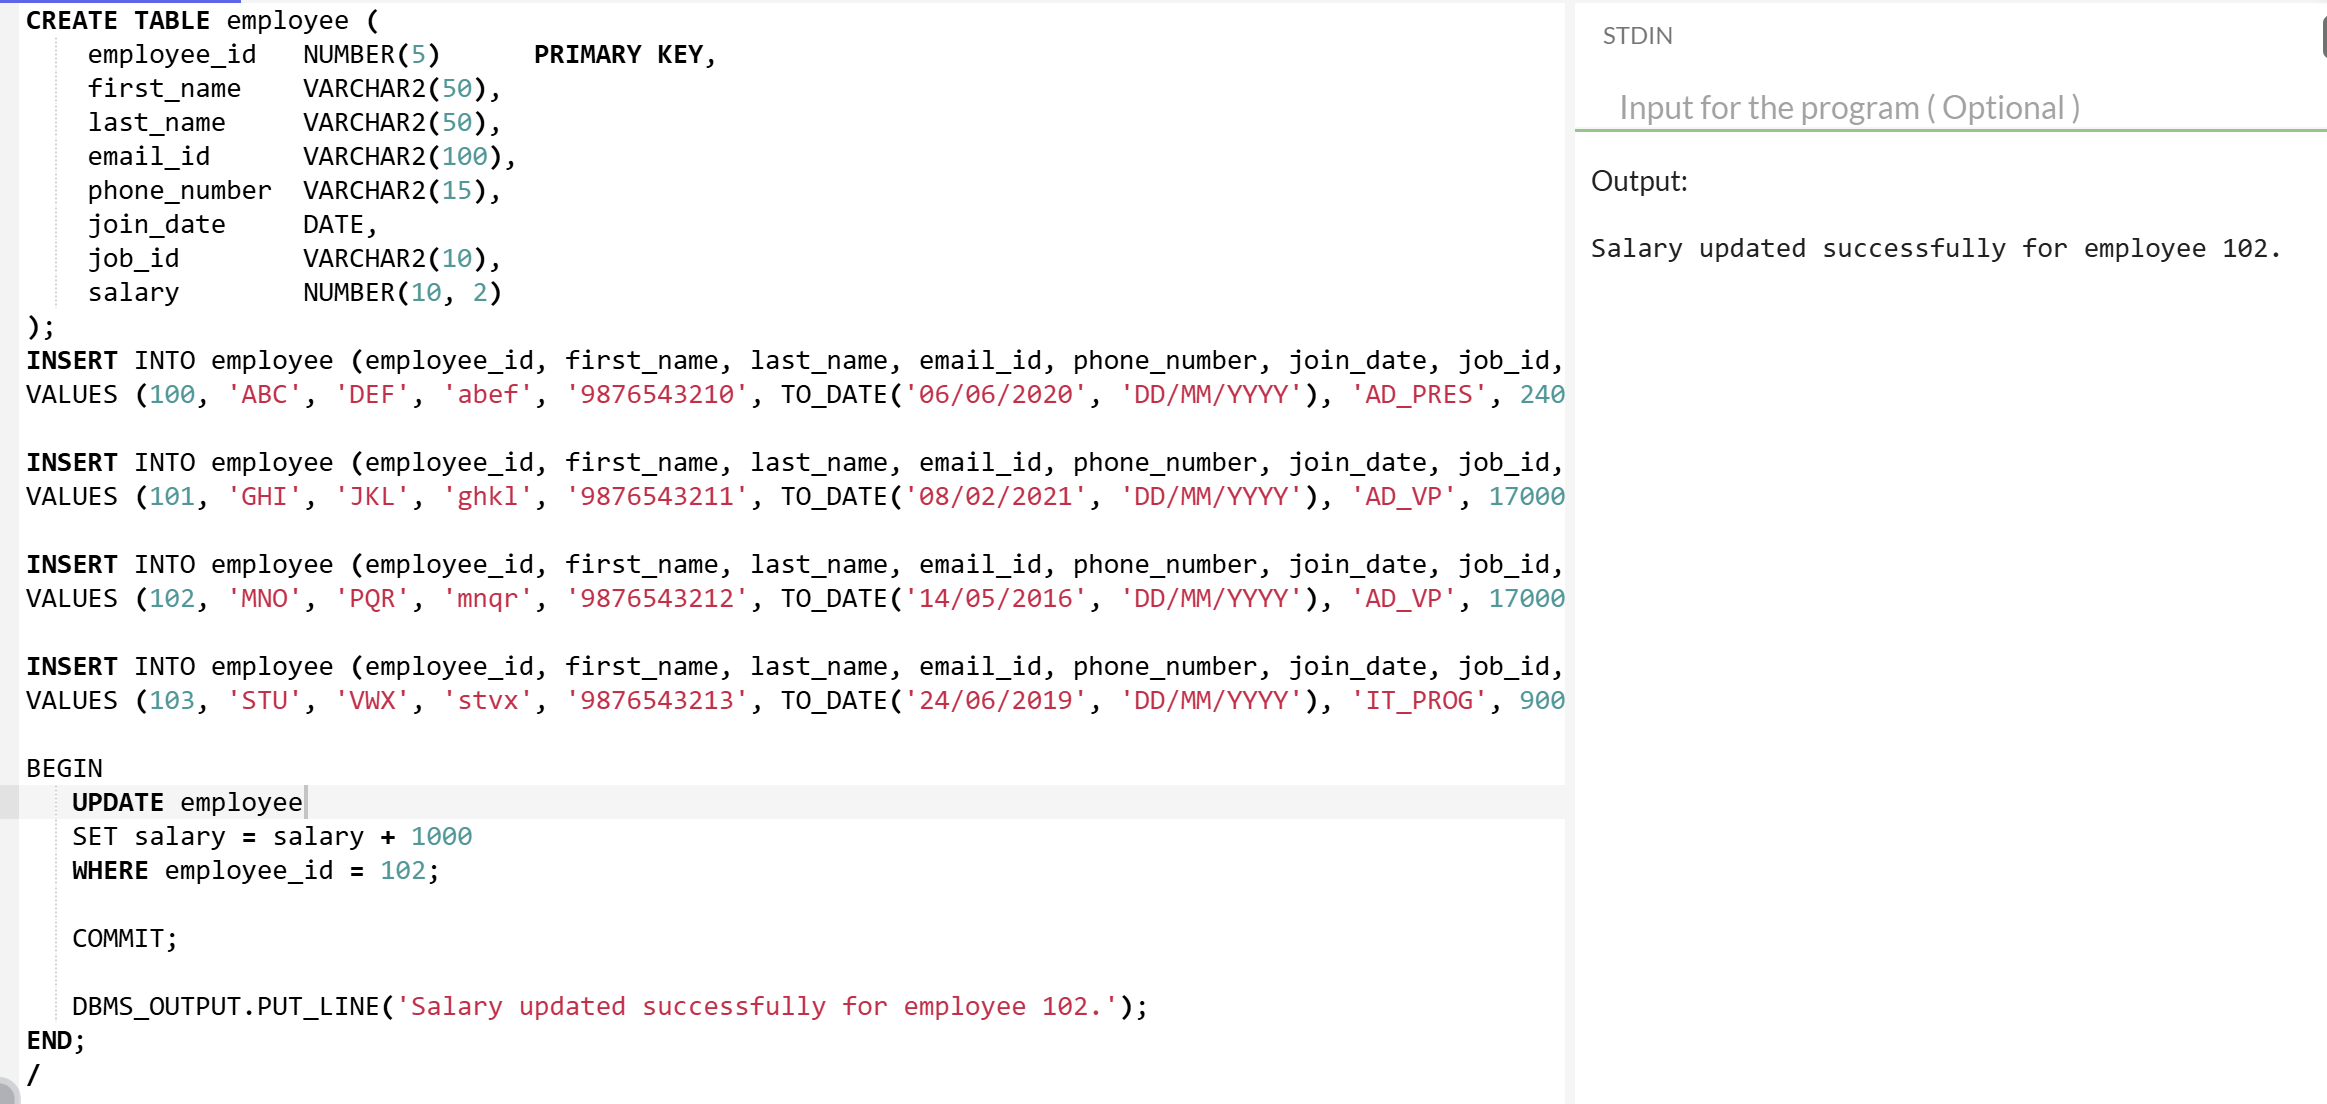 CREATE TABLE employee (
employee_id NUMBER(5) PRIMARY KEY,
first_name VARCHAR2(50),
last_name VARCHAR2(50),
email_id VARCHAR2(100),
phone_number VARCHAR2(15),
join_date DATE,
job_id VARCHAR2(10),
salary NUMBER(10, 2)
);
INSERT INTO employee (employee_id, first_name, last_name, email_id, phone_number, join_date, job_id,
VALUES (100, 'ABC', 'DEF', 'abef', '9876543210', TO_DATE('06/06/2020', 'DD/MM/YYYY'), 'AD_PRES', 240
INSERT INTO employee (employee_id, first_name, last_name, email_id, phone_number, join_date, job_id,
VALUES (101, 'GHI', 'JKL', 'ghkl', '9876543211', TO_DATE('08/02/2021', 'DD/MM/YYYY'), 'AD_VP', 17000
INSERT INTO employee (employee_id, first_name, last_name, email_id, phone_number, join_date, job_id,
VALUES (102, 'MNO', 'PQR', 'mnqr', '9876543212', TO_DATE('14/05/2016', 'DD/MM/YYYY'), 'AD_VP', 17000
INSERT INTO employee (employee_id, first_name, last_name, email_id, phone_number, join_date, job_id,
VALUES (103, 'STU', 'VWX', 'stvx', '9876543213', TO_DATE('24/06/2019', 'DD/MM/YYYY'), 'IT_PROG', 900
BEGIN
UPDATE employee
SET salary = salary + 1000
WHERE employee_id = 102;
COMMIT;
DBMS_OUTPUT.PUT_LINE('Salary updated successfully for employee 102.');
END;
/
STDIN
Input for the program ( Optional )
Output:
Salary updated successfully for employee 102.